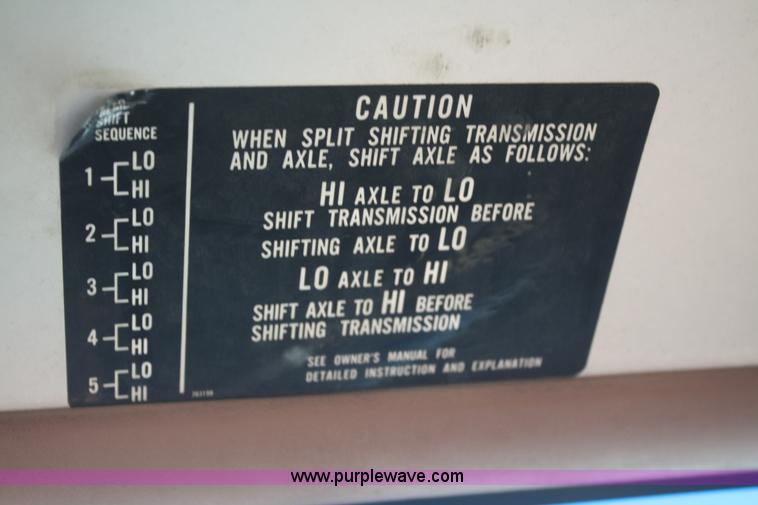 SHIFT
SEQUENCE
1 LO
HI
2 LO
HI
3 LO
HI
4 LO
HI
5 LO
HI
CAUTION
WHEN SPLIT SHIFTING TRANSMISSION
AND AXLE, SHIFT AXLE AS FOLLOWS:
HI AXLE TO LO
SHIFT TRANSMISSION BEFORE
SHIFTING AXLE TO LO
LO AXLE TO HI
SHIFT AXLE TO HI BEFORE
SHIFTING TRANSMISSION
SEE OWNER'S MANUAL FOR
DETAILED INSTRUCTION AND EXPLANATION
www.purplewave.com